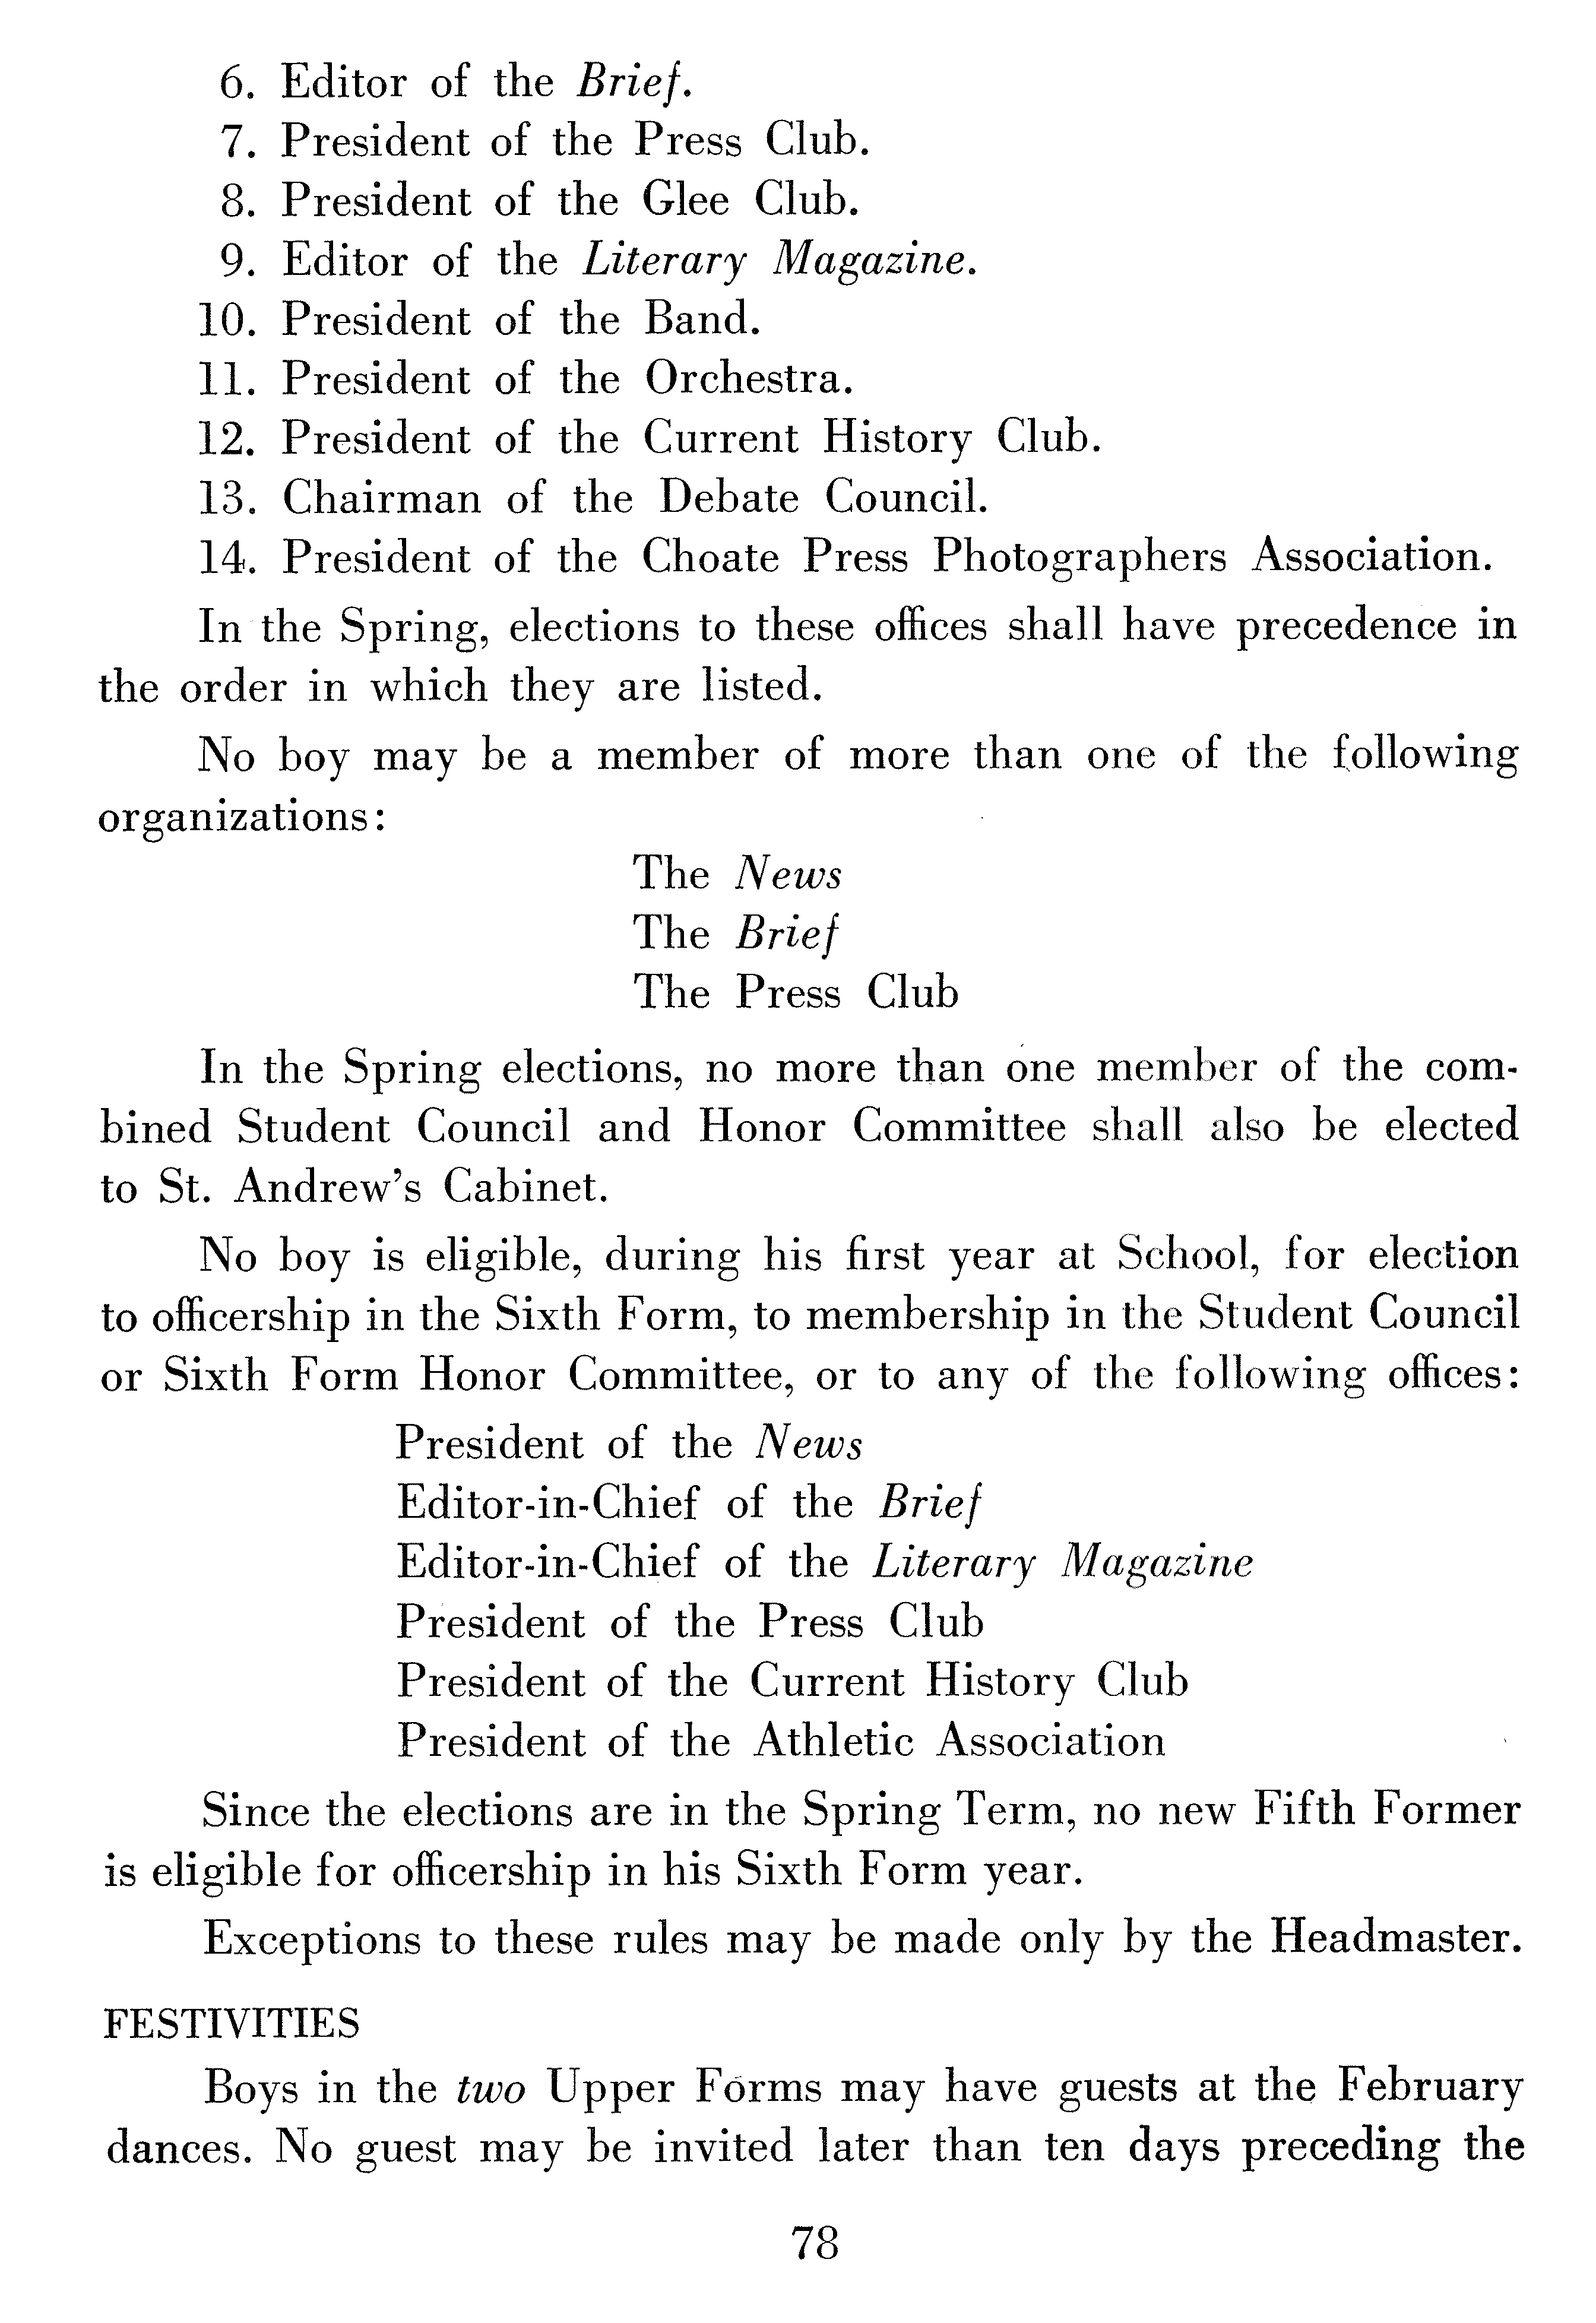 6. Editor of the Brief.
7. President of the Press Club.
8. President of the Glee Club.
9. Editor of the Literary Magazine.
10. President of the Band.
11. President of the Orchestra.
12. President of the Current History Club.
13. Chairman of the Debate Council.
14. President of the Choate Press Photographers Association.
In the Spring, elections to these offices shall have precedence in
the order in which they are listed.
No boy may be a member of more than one of the following
organizations:
The News
The Brief
The Press Club
In the Spring elections, no more than one member of the com-
bined Student Council and Honor Committee shall also be elected
to St. Andrew's Cabinet.
No boy is eligible, during his first year at School, for election
to officership in the Sixth Form, to membership in the Student Council
or Sixth Form Honor Committee, or to any of the following offices:
President of the News
Editor-in-Chief of the Brief
Editor-in-Chief of the Literary Magazine
President of the Press Club
President of the Current History Club
President of the Athletic Association
Since the elections are in the Spring Term, no new Fifth Former
is eligible for officership in his Sixth Form year.
Exceptions to these rules may be made only by the Headmaster.
FESTIVITIES
Boys in the two Upper Forms may have guests at the February
dances. No guest may be invited later than ten days preceding the
78